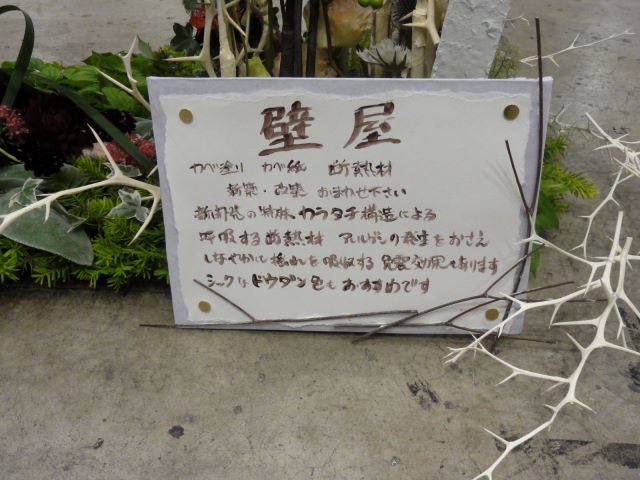 壁屋
カベ塗り カベ紙 断熱材
新築・改築 おまかせ下さい
新開発の特殊カラタチ構造による
呼吸する断熱材 アレルゲンの発生をおさえ
しなやかに揺れを吸収する 免震効果もあります
シックなドウダン色もおすすめです